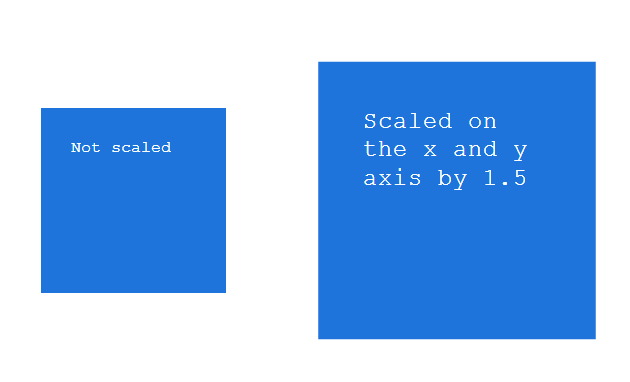 Not scaled
Scaled on
the x and y
axis by 1.5